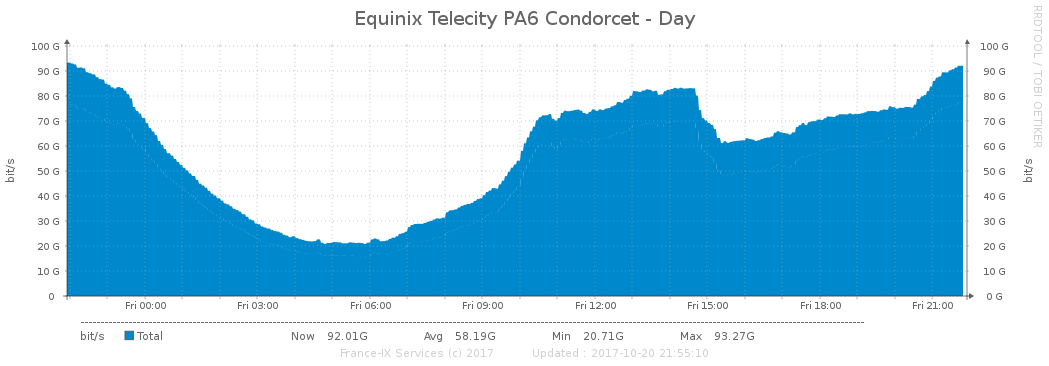 Equinix Telecity PA6 Condorcet - Day
RRDTOOL / TOBI OETIKER
100 G 100 G
90 G 90 G
80 G 80 G
70 G 70 G
60 G 60 G
50 G 50 G
40 G 40 G
30 G 30 G
20 G 20 G
10 G 10 G
0 0 G
bit/s bit/s
Fri 00:00 Fri 03:00 Fri 06:00 Fri 09:00 Fri 12:00 Fri 15:00 Fri 18:00 Fri 21:00
bit/s Total Now 92.01G Avg 58.19G Min 20.71G Max 93.27G
France-IX Services (c) 2017 Updated : 2017-10-20 21:55:10